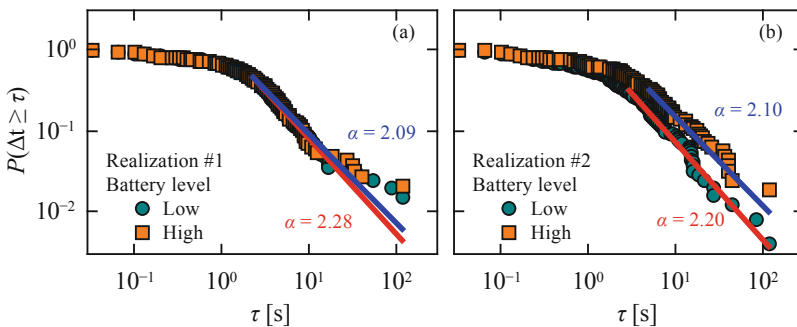 (a)
(b)
P(Δt ≥ τ)
10⁰
10⁻¹
10⁻²
α = 2.09
α = 2.10
Realization #1
Battery level
Low
High
α = 2.28
Realization #2
Battery level
Low
High
α = 2.20
10⁻¹ 10⁰ 10¹ 10²
10⁻¹ 10⁰ 10¹ 10²
τ [s]
τ [s]